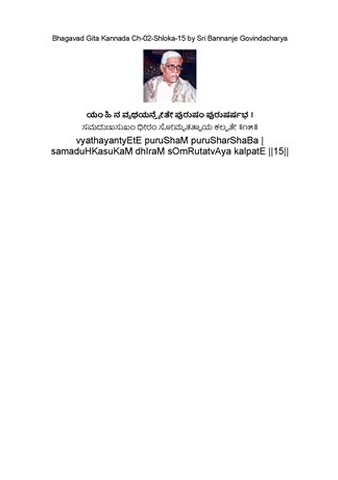 Bhagavad Gita Kannada Ch-02-Shloka-15 by Sri Bannanje Govindacharya
ಯಂ ಹಿ ನ ವ್ಯಥಯನ್ತ್ಯೇತೇ ಪುರುಷಂ ಪುರುಷರ್ಷಭ ।
ಸಮದುಃಖಸುಖಂ ಧೀರಂ ಸೋಮೃತತ್ವಾಯ ಕಲ್ಪತೇ ॥೧೫॥
vyathayantyEtE puruShaM puruSharShaBa |
samaduHKasuKaM dhIraM sOmRutatvAya kalpatE ||15||